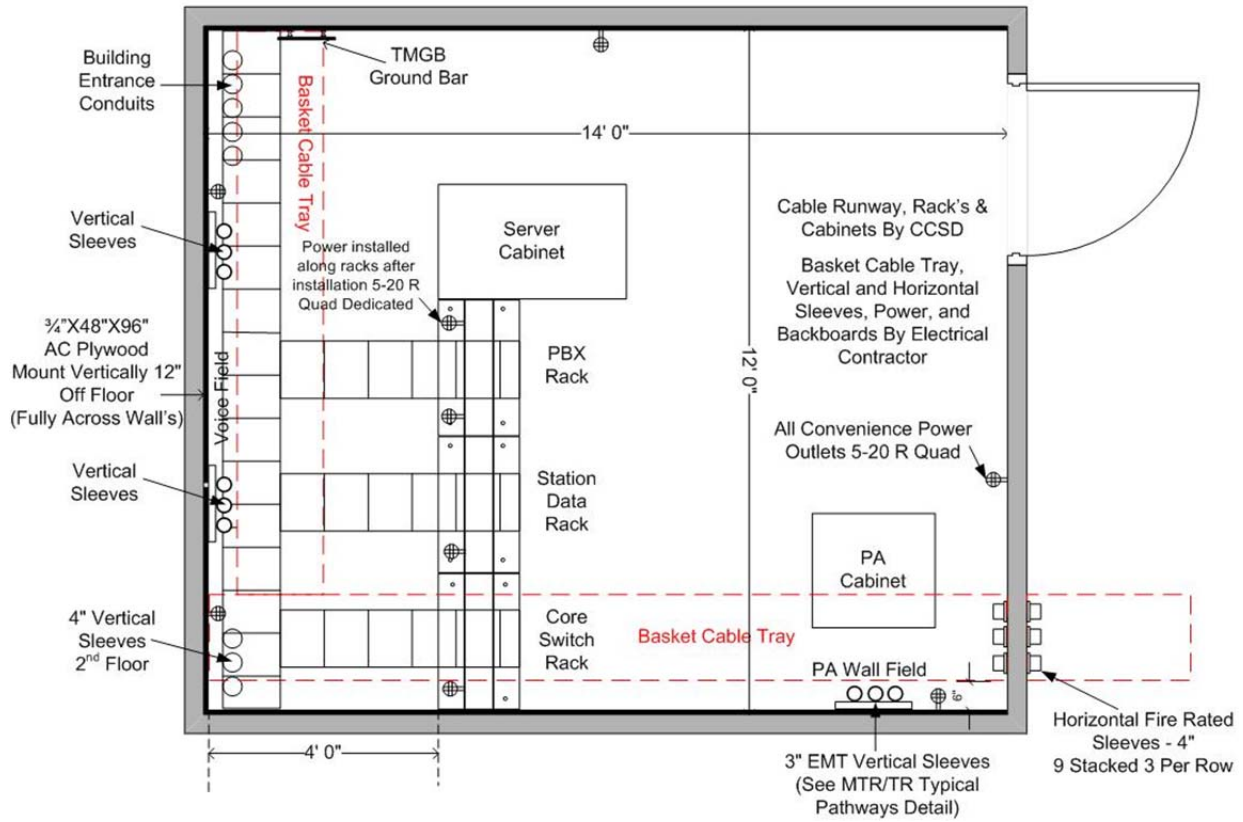 Building
Entrance
Conduits
TMGB
Ground Bar
Basket Cable Tray
14' 0"
Vertical
Sleeves
Server
Cabinet
Cable Runway, Rack's &
Cabinets By CCSD
Basket Cable Tray,
Vertical and Horizontal
Sleeves, Power, and
Backboards By Electrical
Contractor
Power installed
along racks after
installation 5-20 R
Quad Dedicated
¾"X48"X96"
AC Plywood
Mount Vertically 12"
Off Floor
(Fully Across Wall's)
Voice Field
PBX
Rack
12' 0"
All Convenience Power
Outlets 5-20 R Quad
Vertical
Sleeves
Station
Data
Rack
PA
Cabinet
4" Vertical
Sleeves
2nd Floor
Core
Switch
Rack
Basket Cable Tray
PA Wall Field
6"
4' 0"
3" EMT Vertical Sleeves
(See MTR/TR Typical
Pathways Detail)
Horizontal Fire Rated
Sleeves - 4"
9 Stacked 3 Per Row